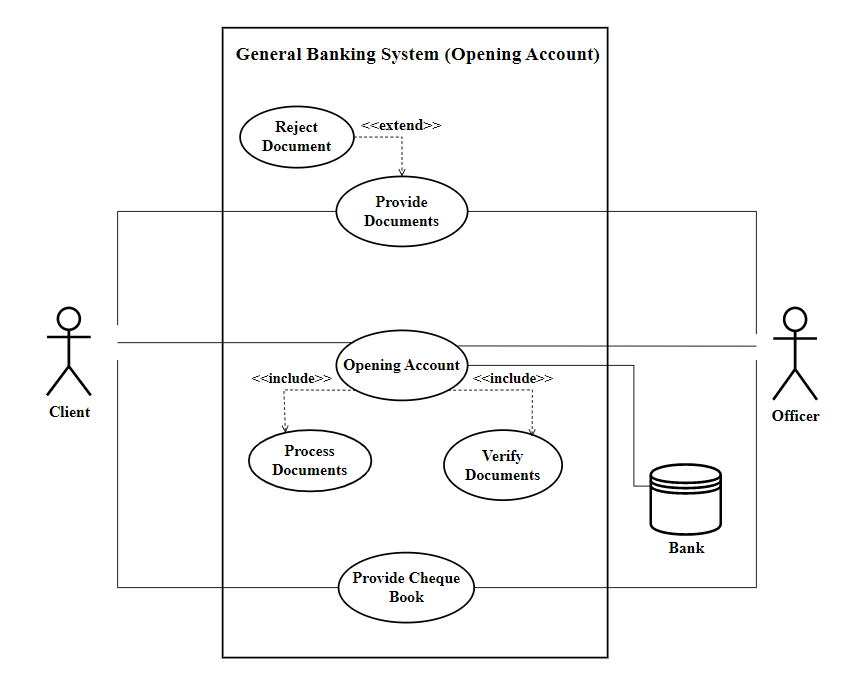 General Banking System (Opening Account)
Reject
Document
<<extend>>
Provide
Documents
Opening Account
<<include>>
<<include>>
Client
Officer
Process
Documents
Verify
Documents
Bank
Provide Cheque
Book